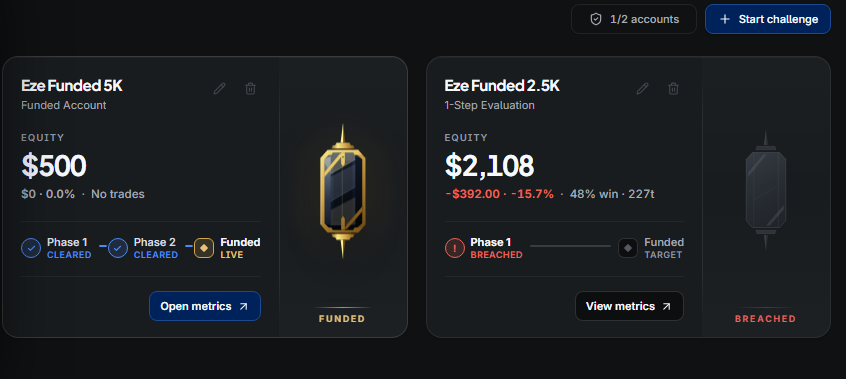 1/2 accounts
+ Start challenge
Eze Funded 5K
Funded Account
EQUITY
$500
$0 · 0.0% · No trades
Phase 1
CLEARED
Phase 2
CLEARED
Funded
LIVE
Open metrics ↗
FUNDED
Eze Funded 2.5K
1-Step Evaluation
EQUITY
$2,108
-$392.00 · -15.7% · 48% win · 227t
Phase 1
BREACHED
Funded
TARGET
View metrics ↗
BREACHED